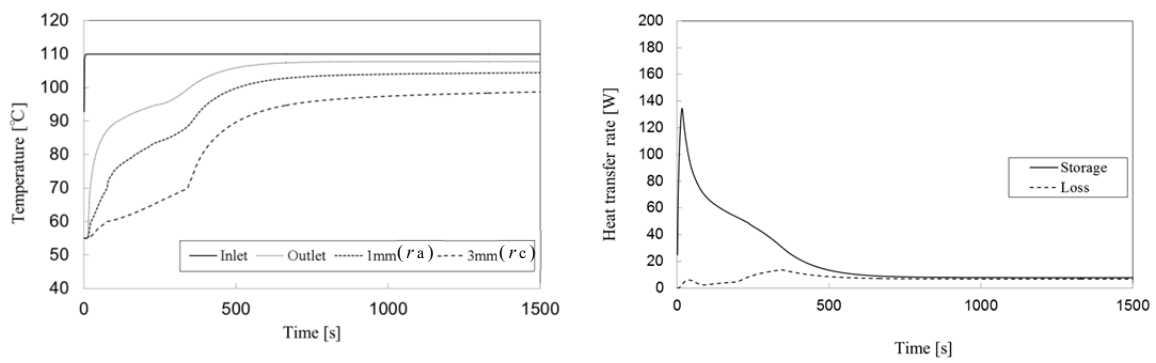 120
110
100
90
80
70
60
50
40
Temperature [℃]
Inlet Outlet 1mm(ra) 3mm(rc)
0 500 1000 1500
Time [s]
200
180
160
140
120
100
80
60
40
20
0
Heat transfer rate [W]
Storage
Loss
0 500 1000 1500
Time [s]